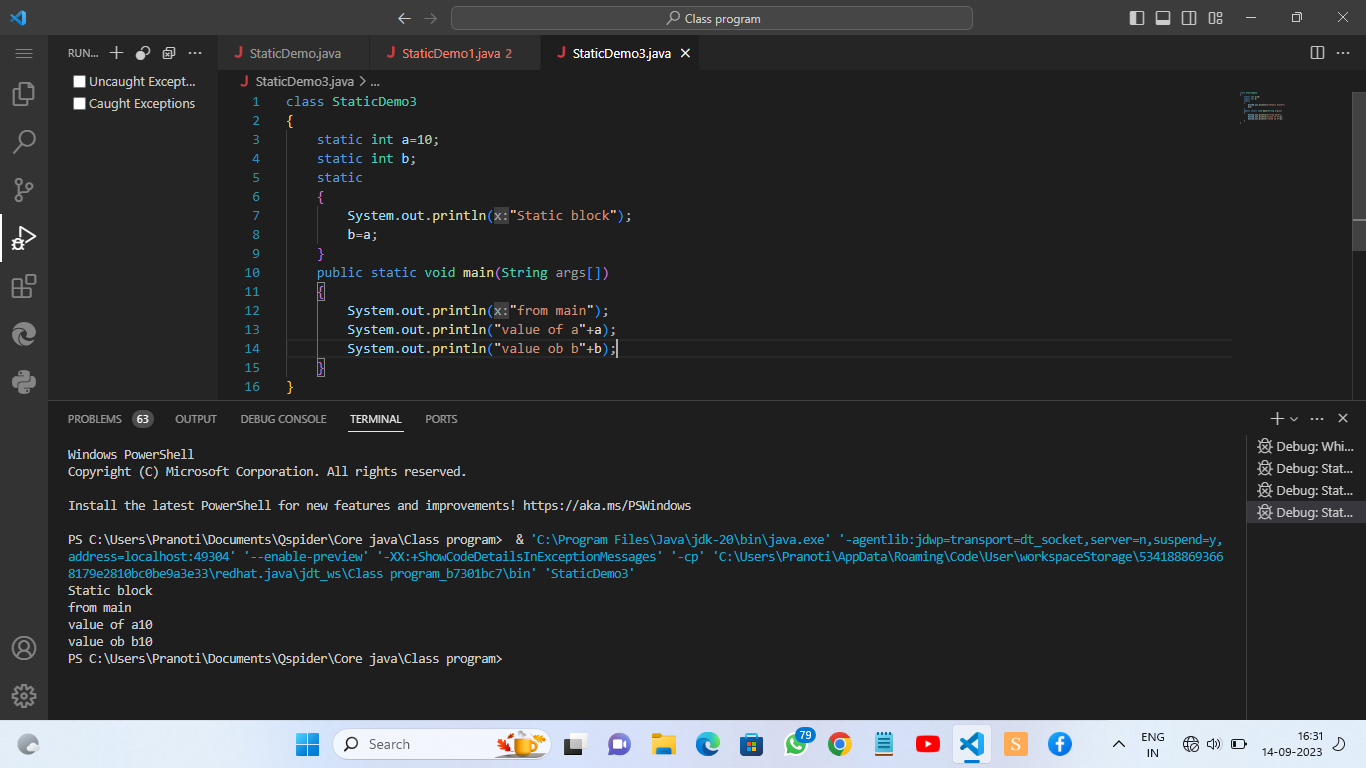 Class program
RUN...
Uncaught Except...
Caught Exceptions
StaticDemo.java
StaticDemo1.java 2
StaticDemo3.java
StaticDemo3.java > ...
1 class StaticDemo3
2 {
3 static int a=10;
4 static int b;
5 static
6 {
7 System.out.println(x:"Static block");
8 b=a;
9 }
10 public static void main(String args[])
11 {
12 System.out.println(x:"from main");
13 System.out.println("value of a"+a);
14 System.out.println("value ob b"+b);
15 }
16 }
PROBLEMS 63 OUTPUT DEBUG CONSOLE TERMINAL PORTS
Windows PowerShell
Copyright (C) Microsoft Corporation. All rights reserved.
Install the latest PowerShell for new features and improvements! https://aka.ms/PSWindows
PS C:\Users\Pranoti\Documents\Qspider\Core java\Class program> & 'C:\Program Files\Java\jdk-20\bin\java.exe' '-agentlib:jdwp=transport=dt_socket,server=n,suspend=y,
address=localhost:49304' '--enable-preview' '-XX:+ShowCodeDetailsInExceptionMessages' '-cp' 'C:\Users\Pranoti\AppData\Roaming\Code\User\workspaceStorage\534188869366
8179e2810bc0be9a3e33\redhat.java\jdt_ws\Class program_b7301bc7\bin' 'StaticDemo3'
Static block
from main
value of a10
value ob b10
PS C:\Users\Pranoti\Documents\Qspider\Core java\Class program>
Debug: Whi...
Debug: Stat...
Debug: Stat...
Debug: Stat...
Search
79
S
ENG
IN
16:31
14-09-2023